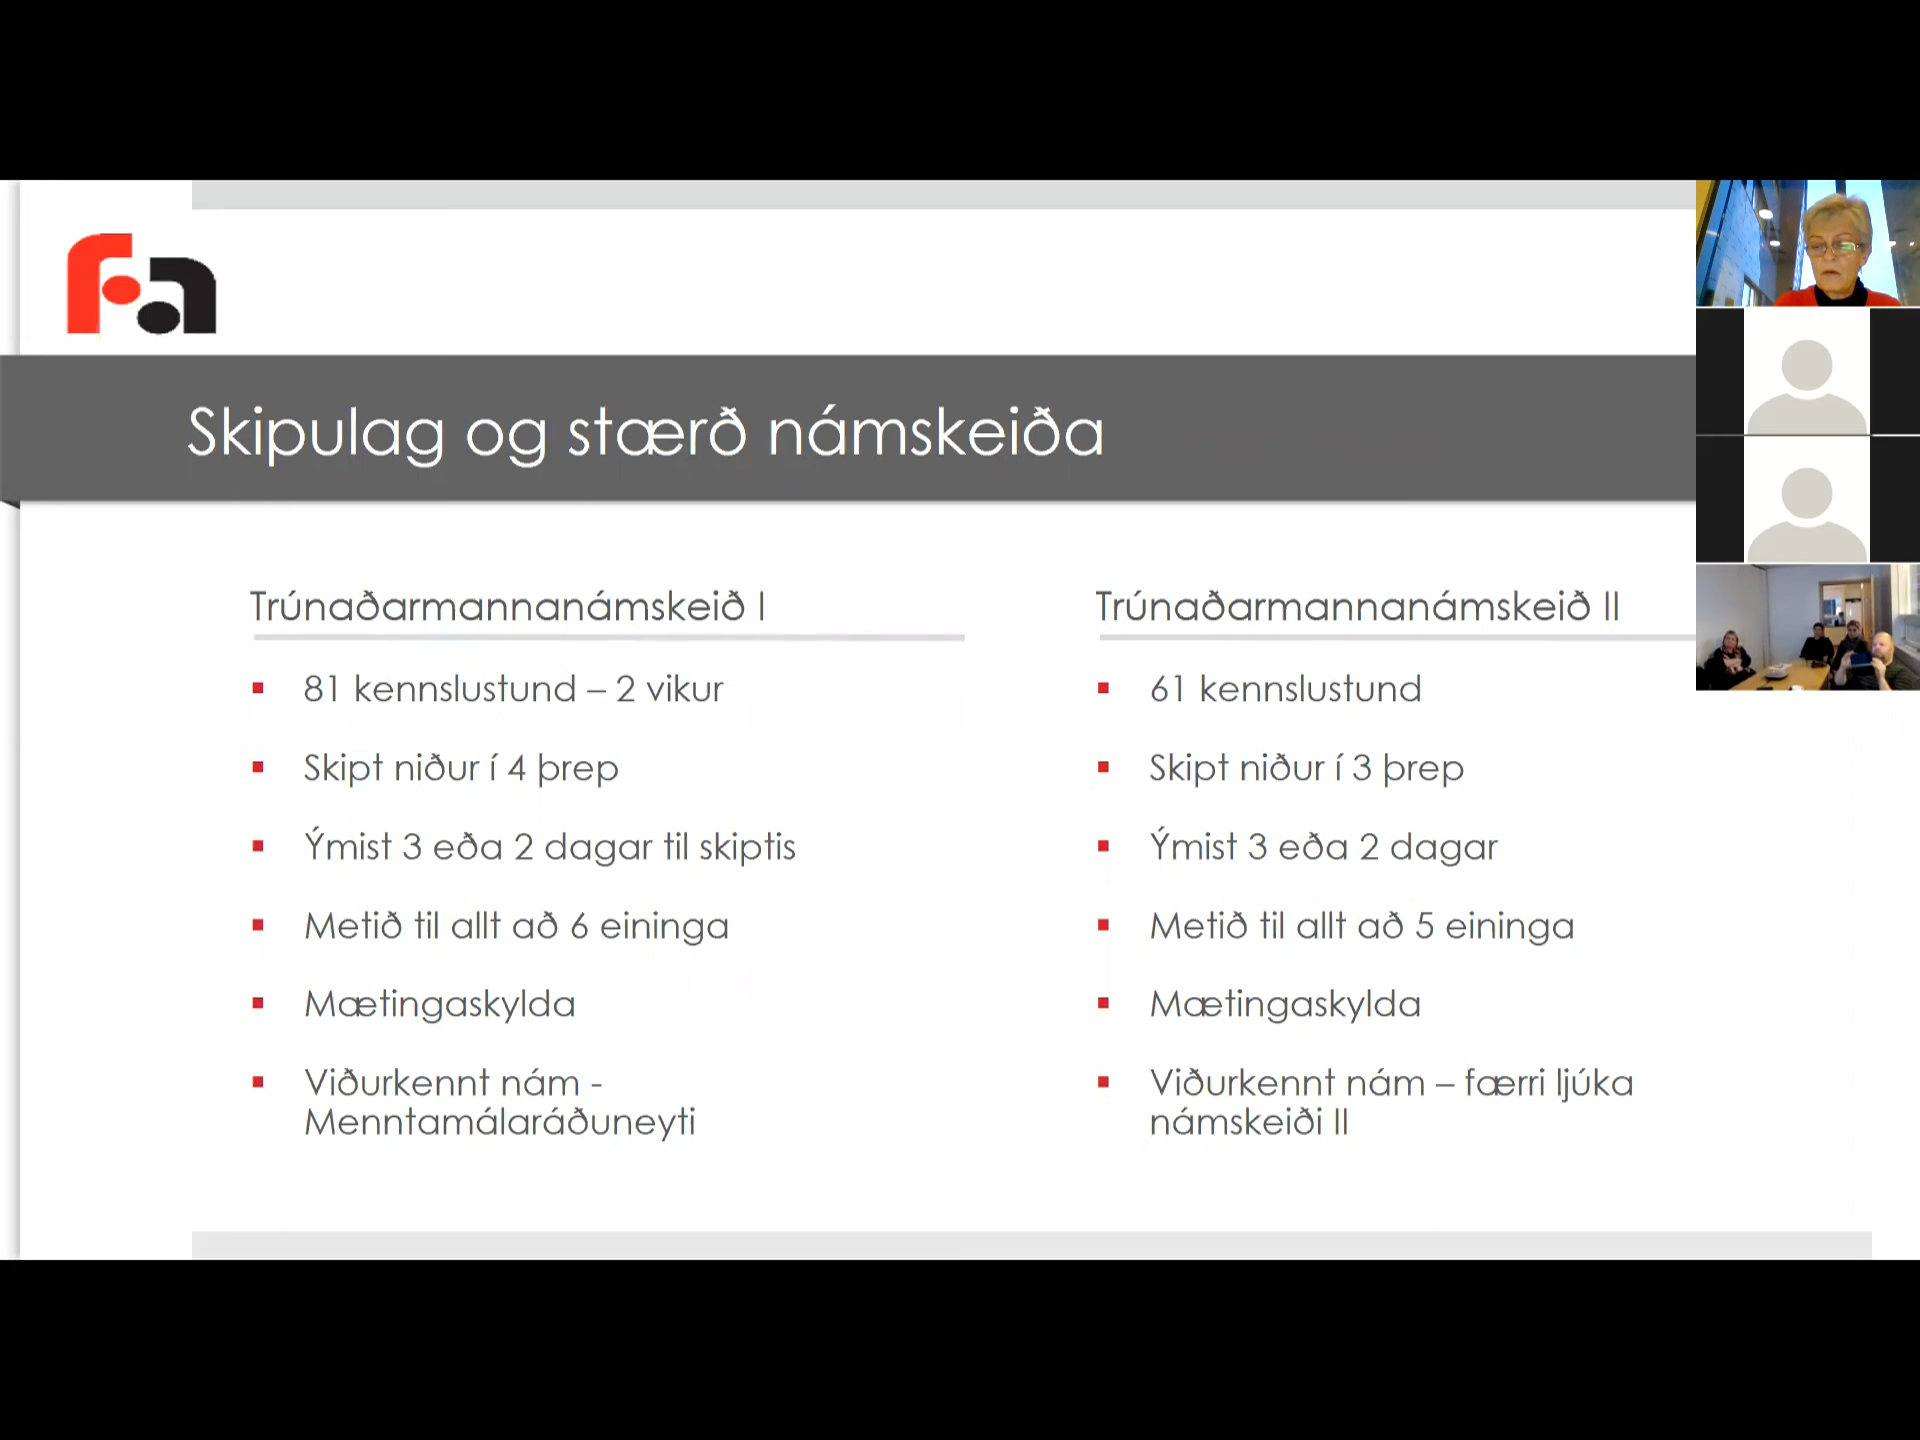 fa
Skipulag og stærð námskeiða
Trúnaðarmannanámskeið I
81 kennslustund – 2 vikur
Skipt niður í 4 þrep
Ýmist 3 eða 2 dagar til skiptis
Metið til allt að 6 eininga
Mætingaskylda
Viðurkennt nám -
Menntamálaráðuneyti
Trúnaðarmannanámskeið II
61 kennslustund
Skipt niður í 3 þrep
Ýmist 3 eða 2 dagar
Metið til allt að 5 eininga
Mætingaskylda
Viðurkennt nám – færri ljúka
námskeiði II